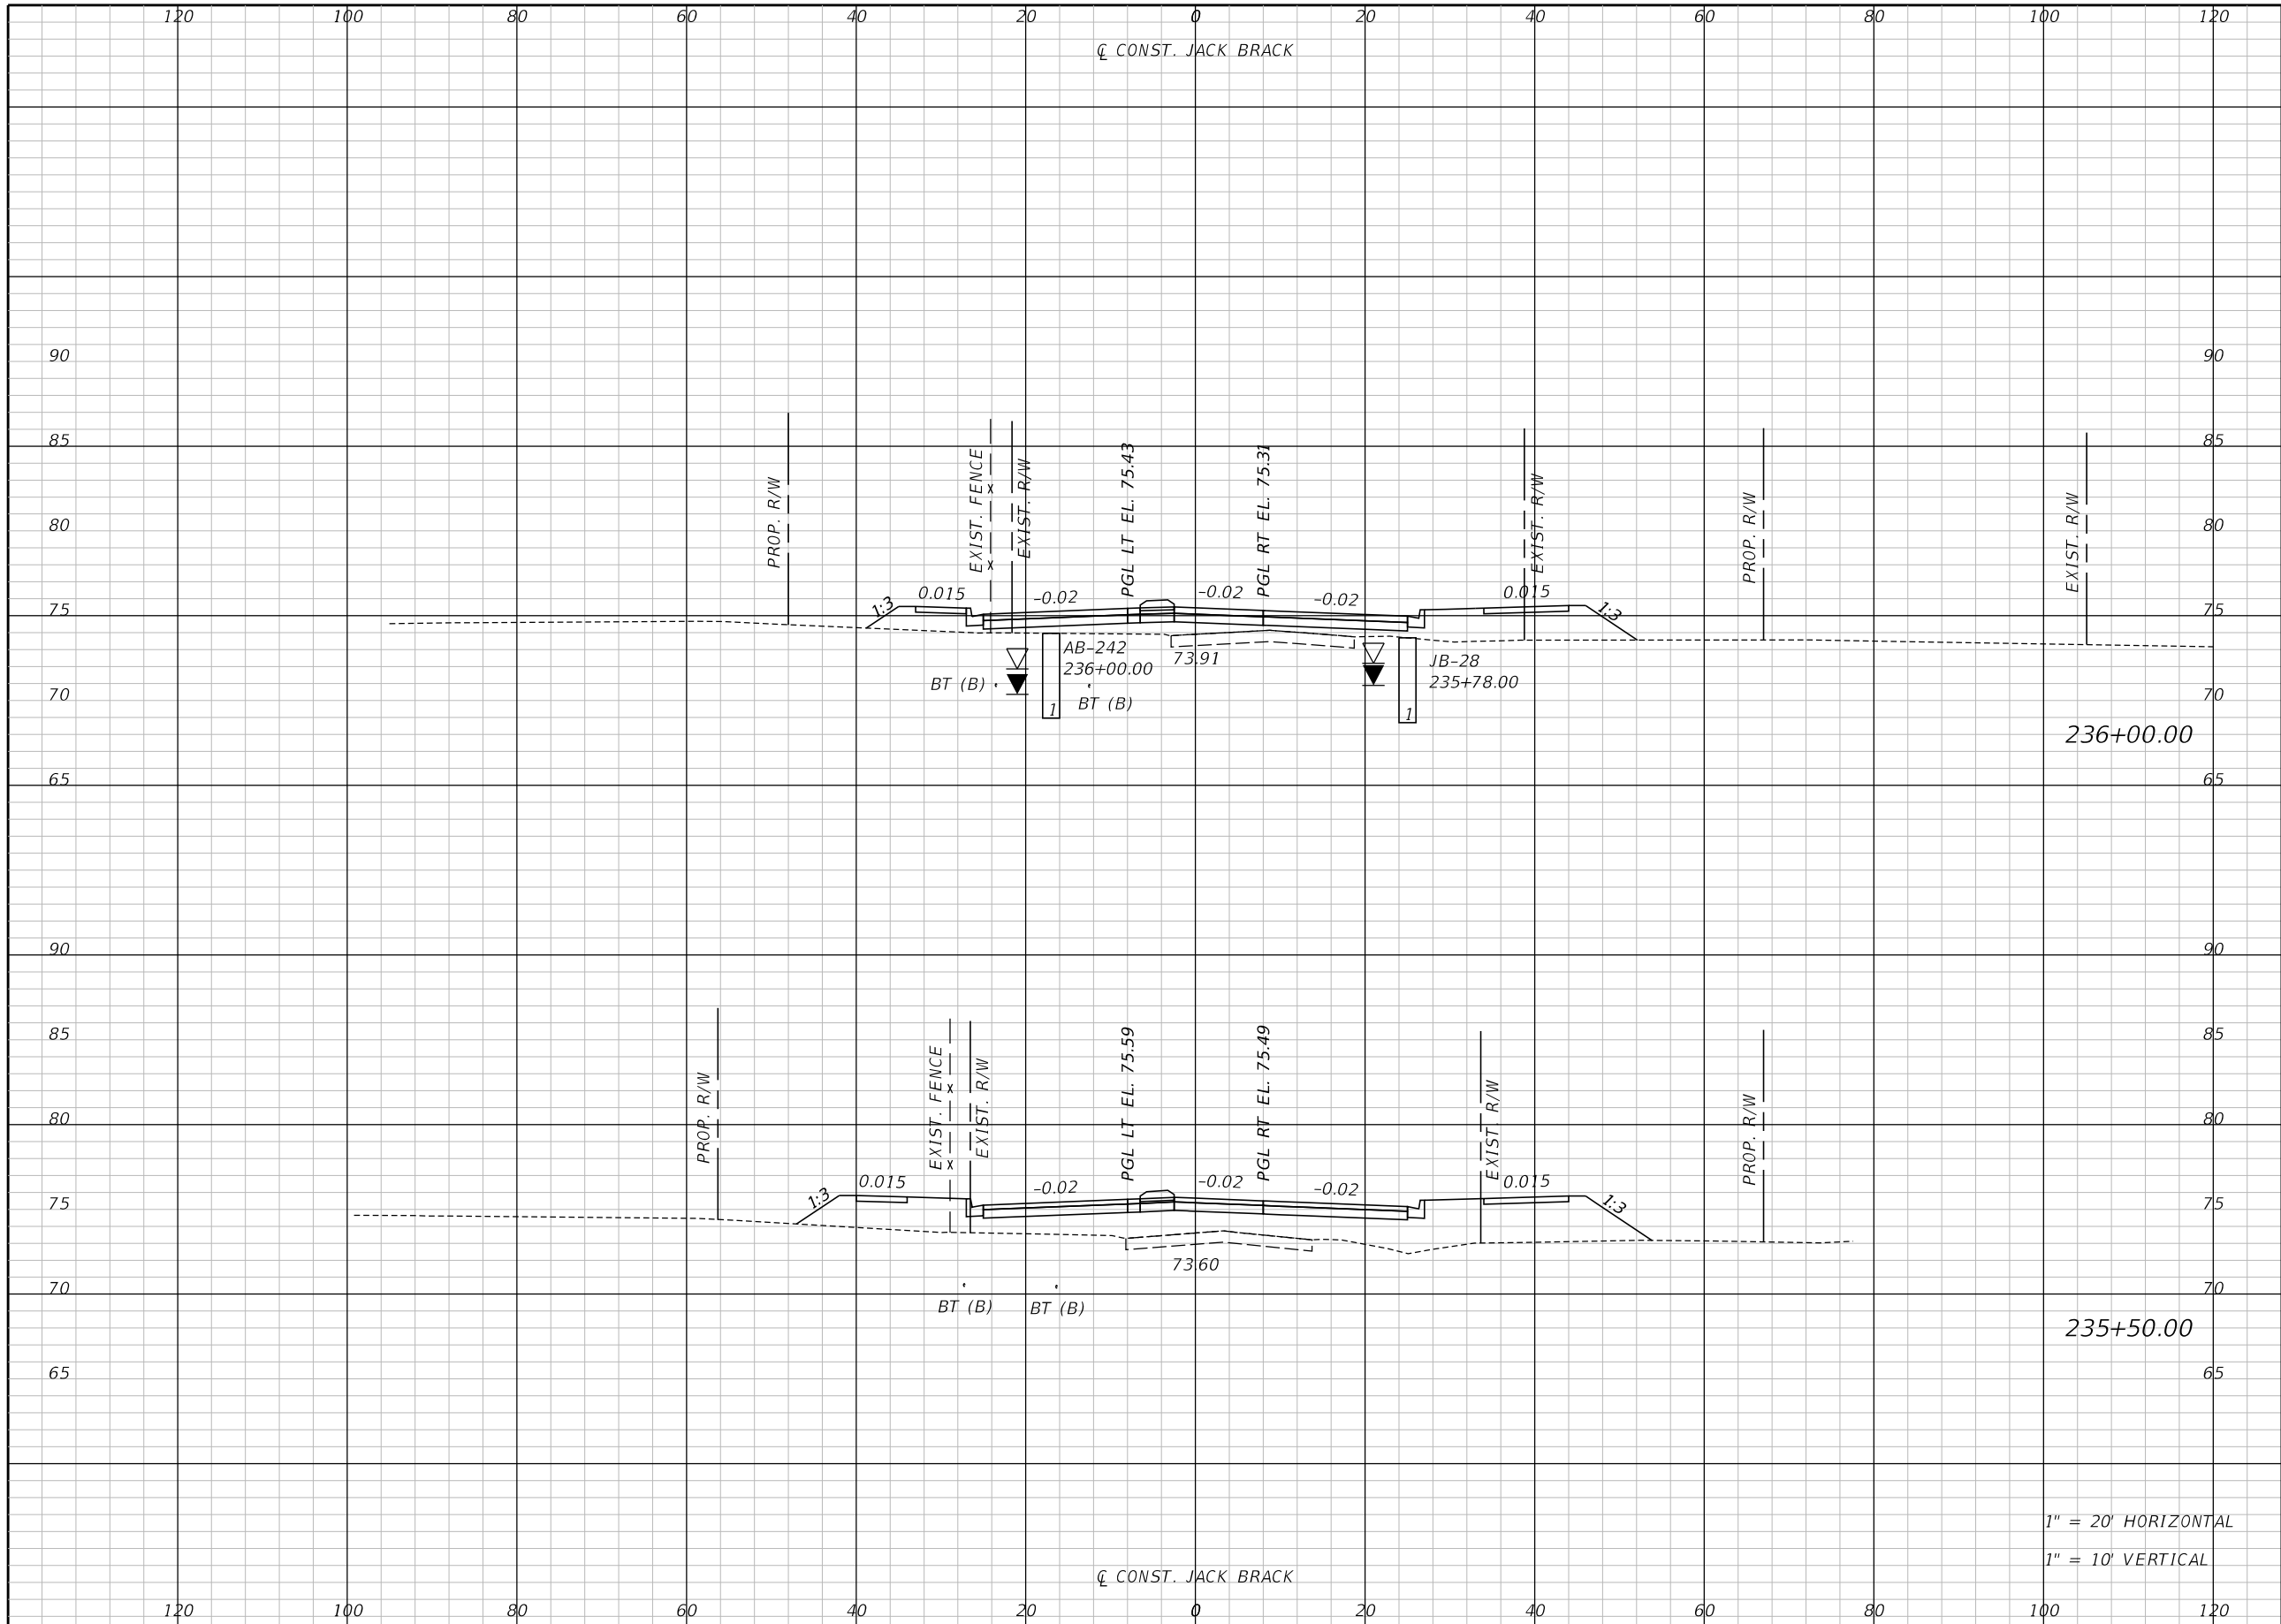 120 100 80 60 40 20 0 20 40 60 80 100 120
℄ CONST. JACK BRACK
90 90
85 85
80 80
75 75
70 70
65 65
PROP. R/W
EXIST. FENCE
EXIST. R/W
PGL LT EL. 75.43
PGL RT EL. 75.31
EXIST. R/W
PROP. R/W
EXIST. R/W
1:3
0.015
-0.02
-0.02
-0.02
0.015
1:3
AB-242
236+00.00
73.91
JB-28
235+78.00
BT (B)
BT (B)
1
1
236+00.00
90 90
85 85
80 80
75 75
70 70
65 65
PROP. R/W
EXIST. FENCE
EXIST. R/W
PGL LT EL. 75.59
PGL RT EL. 75.49
EXIST. R/W
PROP. R/W
1:3
0.015
-0.02
-0.02
-0.02
0.015
1:3
73.60
BT (B)
BT (B)
235+50.00
1" = 20' HORIZONTAL
1" = 10' VERTICAL
℄ CONST. JACK BRACK
120 100 80 60 40 20 0 20 40 60 80 100 120